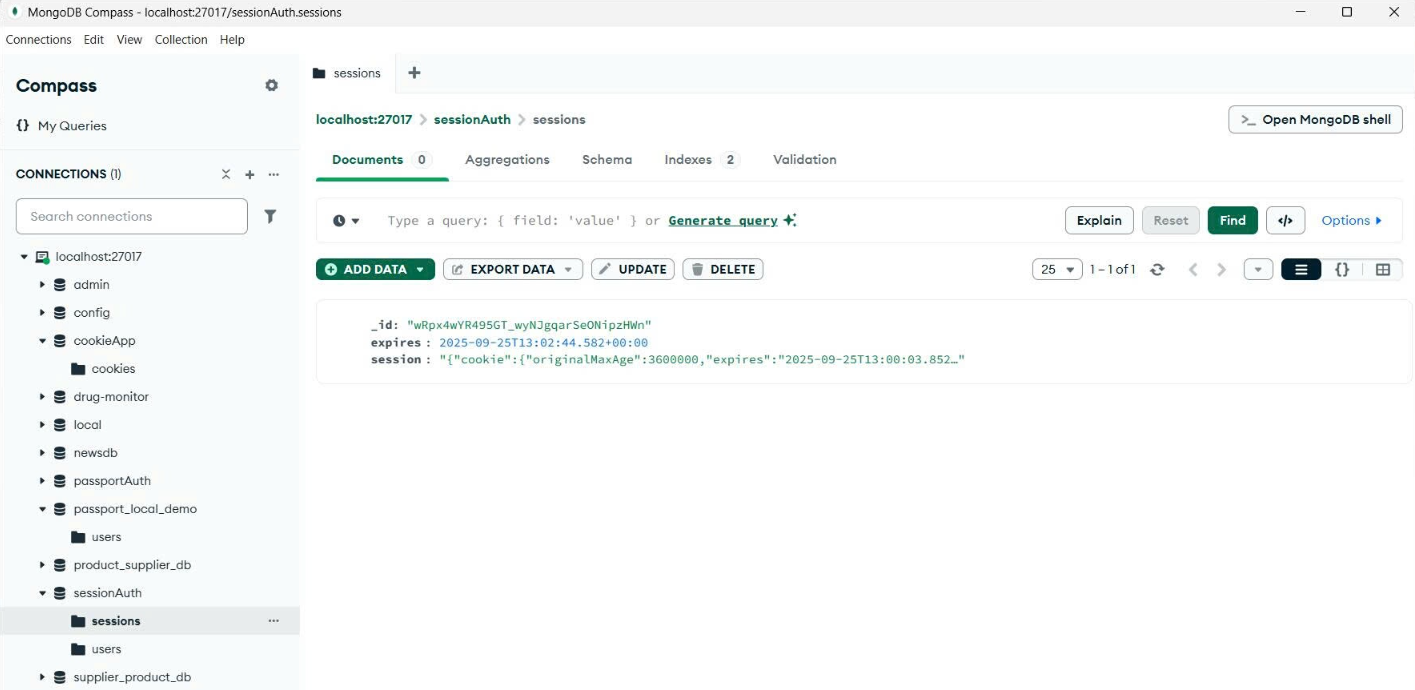 MongoDB Compass - localhost:27017/sessionAuth.sessions
Connections Edit View Collection Help
Compass
{} My Queries
CONNECTIONS (1)
Search connections
localhost:27017
admin
config
cookieApp
cookies
drug-monitor
local
newsdb
passportAuth
passport_local_demo
users
product_supplier_db
sessionAuth
sessions
users
supplier_product_db
sessions
localhost:27017 > sessionAuth > sessions
>_ Open MongoDB shell
Documents 0 Aggregations Schema Indexes 2 Validation
Type a query: { field: 'value' } or Generate query
Explain Reset Find </> Options
ADD DATA EXPORT DATA UPDATE DELETE
25 1 – 1 of 1 {}
_id: "wRpx4wYR495GT_wyNJgqarSeONipzHWn"
expires : 2025-09-25T13:02:44.582+00:00
session : "{"cookie":{"originalMaxAge":3600000,"expires":"2025-09-25T13:00:03.852…"